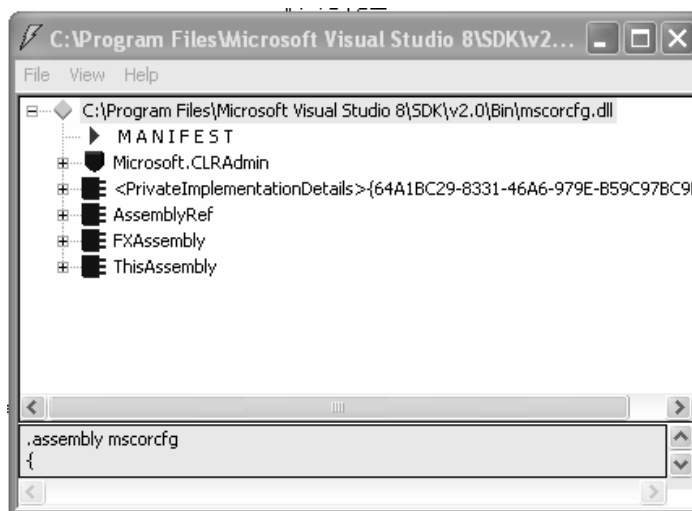 C:\Program Files\Microsoft Visual Studio 8\SDK\v2...
File View Help
C:\Program Files\Microsoft Visual Studio 8\SDK\v2.0\Bin\mscorcfg.dll
M A N I F E S T
Microsoft.CLRAdmin
<PrivateImplementationDetails>{64A1BC29-8331-46A6-979E-B59C97BC9
AssemblyRef
FXAssembly
ThisAssembly
.assembly mscorcfg
{